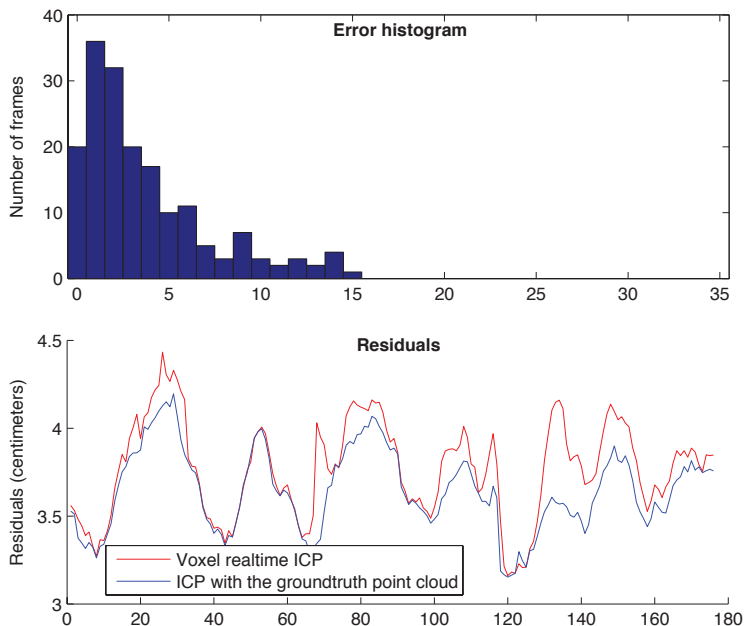 Error histogram
Number of frames
40
30
20
10
0
0 5 10 15 20 25 30 35
Residuals
Residuals (centimeters)
4.5
4
3.5
3
Voxel realtime ICP
ICP with the groundtruth point cloud
0 20 40 60 80 100 120 140 160 180